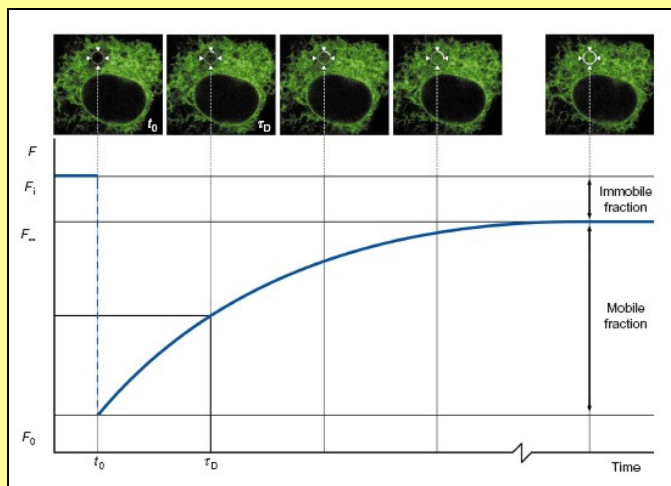 t₀
τD
F
Fᵢ
Immobile
fraction
F∞
Mobile
fraction
F₀
t₀
τD
Time